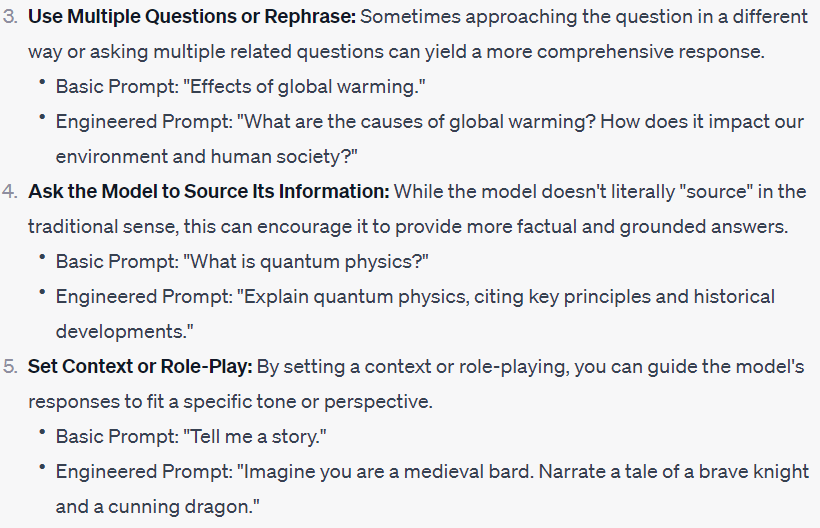 3. Use Multiple Questions or Rephrase: Sometimes approaching the question in a different
way or asking multiple related questions can yield a more comprehensive response.
• Basic Prompt: "Effects of global warming."
• Engineered Prompt: "What are the causes of global warming? How does it impact our
environment and human society?"
4. Ask the Model to Source Its Information: While the model doesn't literally "source" in the
traditional sense, this can encourage it to provide more factual and grounded answers.
• Basic Prompt: "What is quantum physics?"
• Engineered Prompt: "Explain quantum physics, citing key principles and historical
developments."
5. Set Context or Role-Play: By setting a context or role-playing, you can guide the model's
responses to fit a specific tone or perspective.
• Basic Prompt: "Tell me a story."
• Engineered Prompt: "Imagine you are a medieval bard. Narrate a tale of a brave knight
and a cunning dragon."